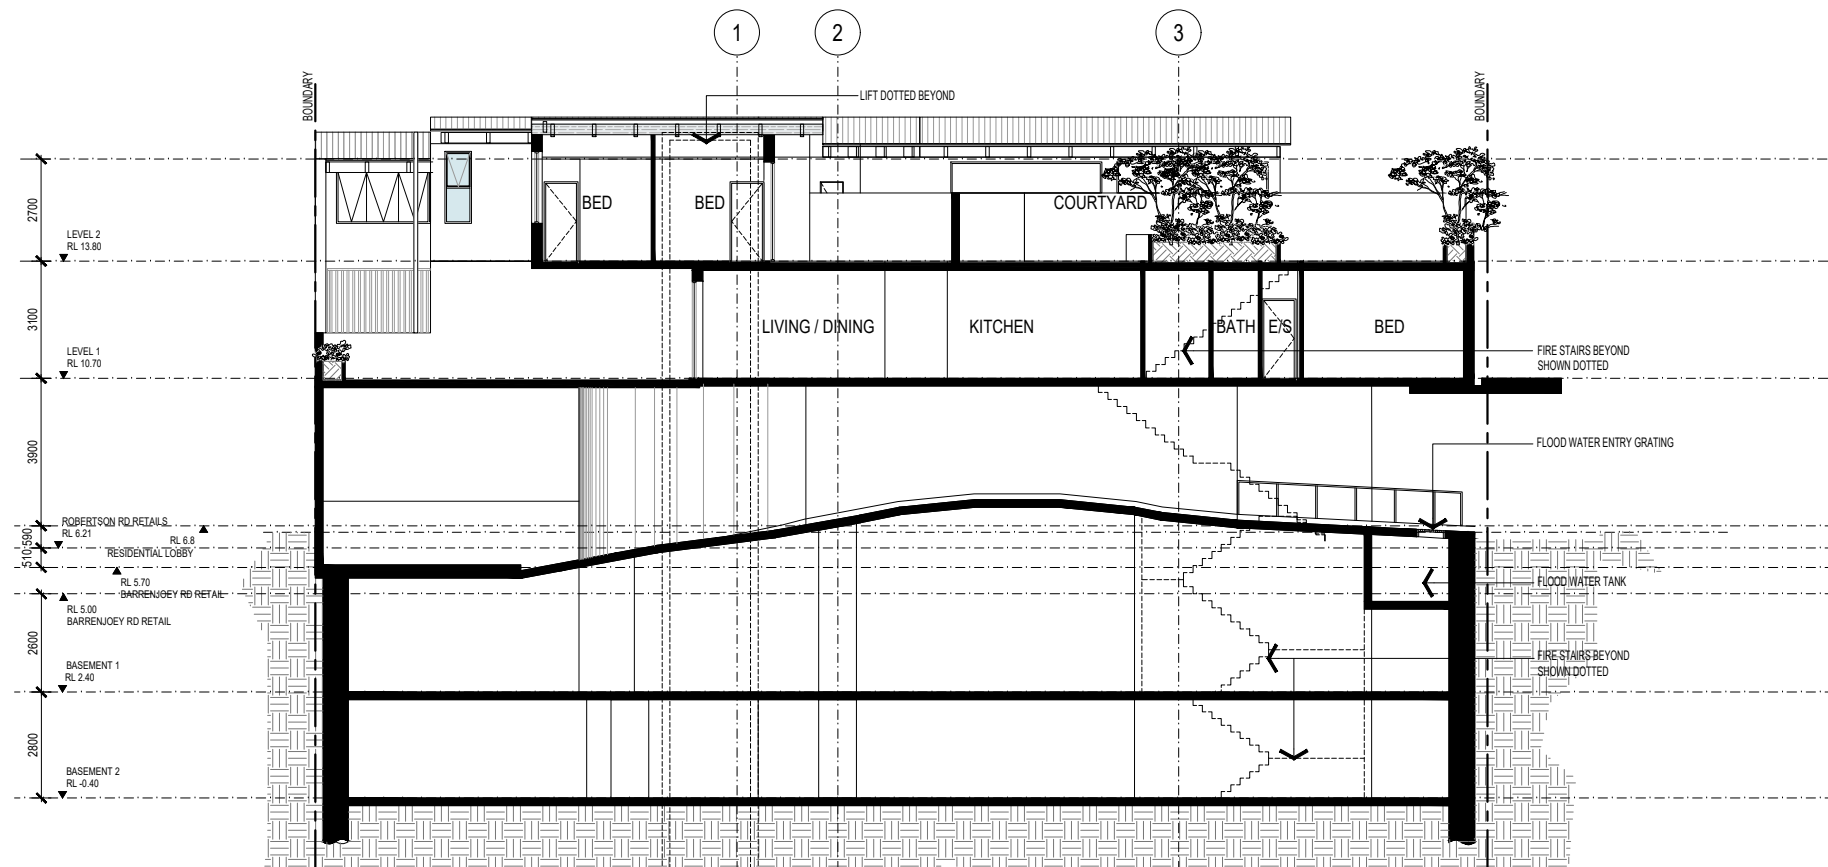 1
2
3
BOUNDARY
BOUNDARY
LIFT DOTTED BEYOND
BED
BED
COURTYARD
2700
LEVEL 2
RL 13.80
3100
LIVING / DINING
KITCHEN
BATH
E/S
BED
LEVEL 1
RL 10.70
FIRE STAIRS BEYOND
SHOWN DOTTED
3900
FLOOD WATER ENTRY GRATING
ROBERTSON RD RETAILS
RL 6.21
RL 6.8
RESIDENTIAL LOBBY
590
510
RL 5.70
BARRENJOEY RD RETAIL
FLOOD WATER TANK
RL 5.00
BARRENJOEY RD RETAIL
2600
FIRE STAIRS BEYOND
SHOWN DOTTED
BASEMENT 1
RL 2.40
2800
BASEMENT 2
RL -0.40